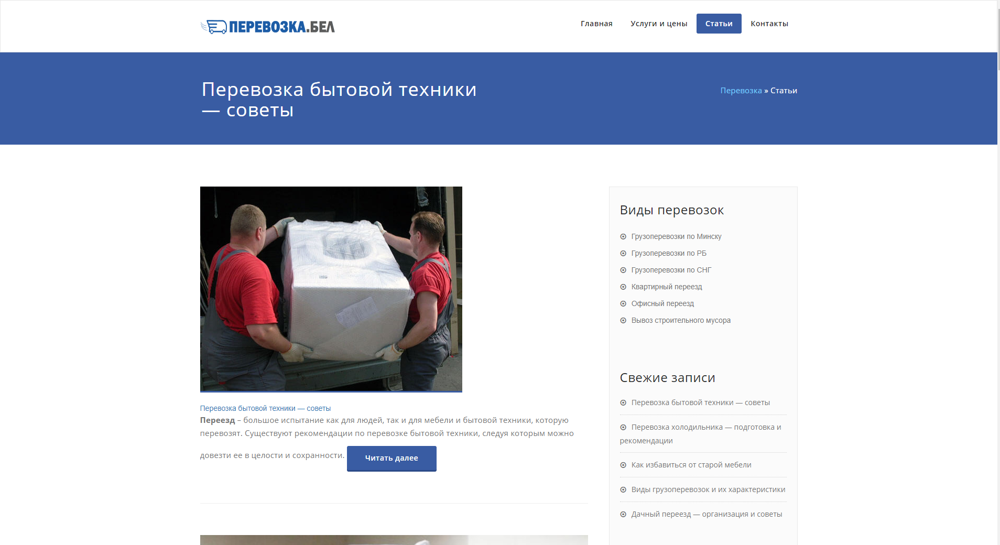 ПЕРЕВОЗКА.БЕЛ
Главная
Услуги и цены
Статьи
Контакты
Перевозка бытовой техники
— советы
Перевозка » Статьи
Перевозка бытовой техники — советы
Переезд – большое испытание как для людей, так и для мебели и бытовой техники, которую
перевозят. Существуют рекомендации по перевозке бытовой техники, следуя которым можно
довезти ее в целости и сохранности.
Читать далее
Виды перевозок
Грузоперевозки по Минску
Грузоперевозки по РБ
Грузоперевозки по СНГ
Квартирный переезд
Офисный переезд
Вывоз строительного мусора
Свежие записи
Перевозка бытовой техники — советы
Перевозка холодильника — подготовка и
рекомендации
Как избавиться от старой мебели
Виды грузоперевозок и их характеристики
Дачный переезд — организация и советы